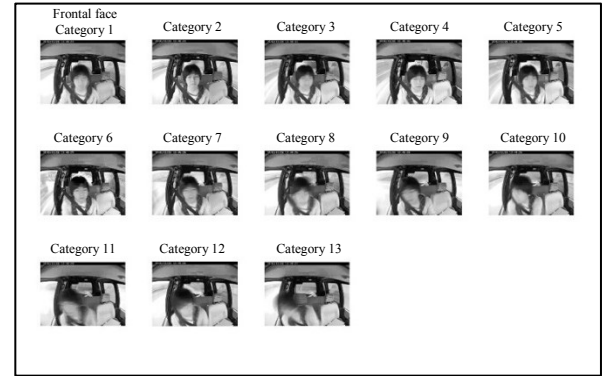 Frontal face
Category 1
Category 2
Category 3
Category 4
Category 5
Category 6
Category 7
Category 8
Category 9
Category 10
Category 11
Category 12
Category 13